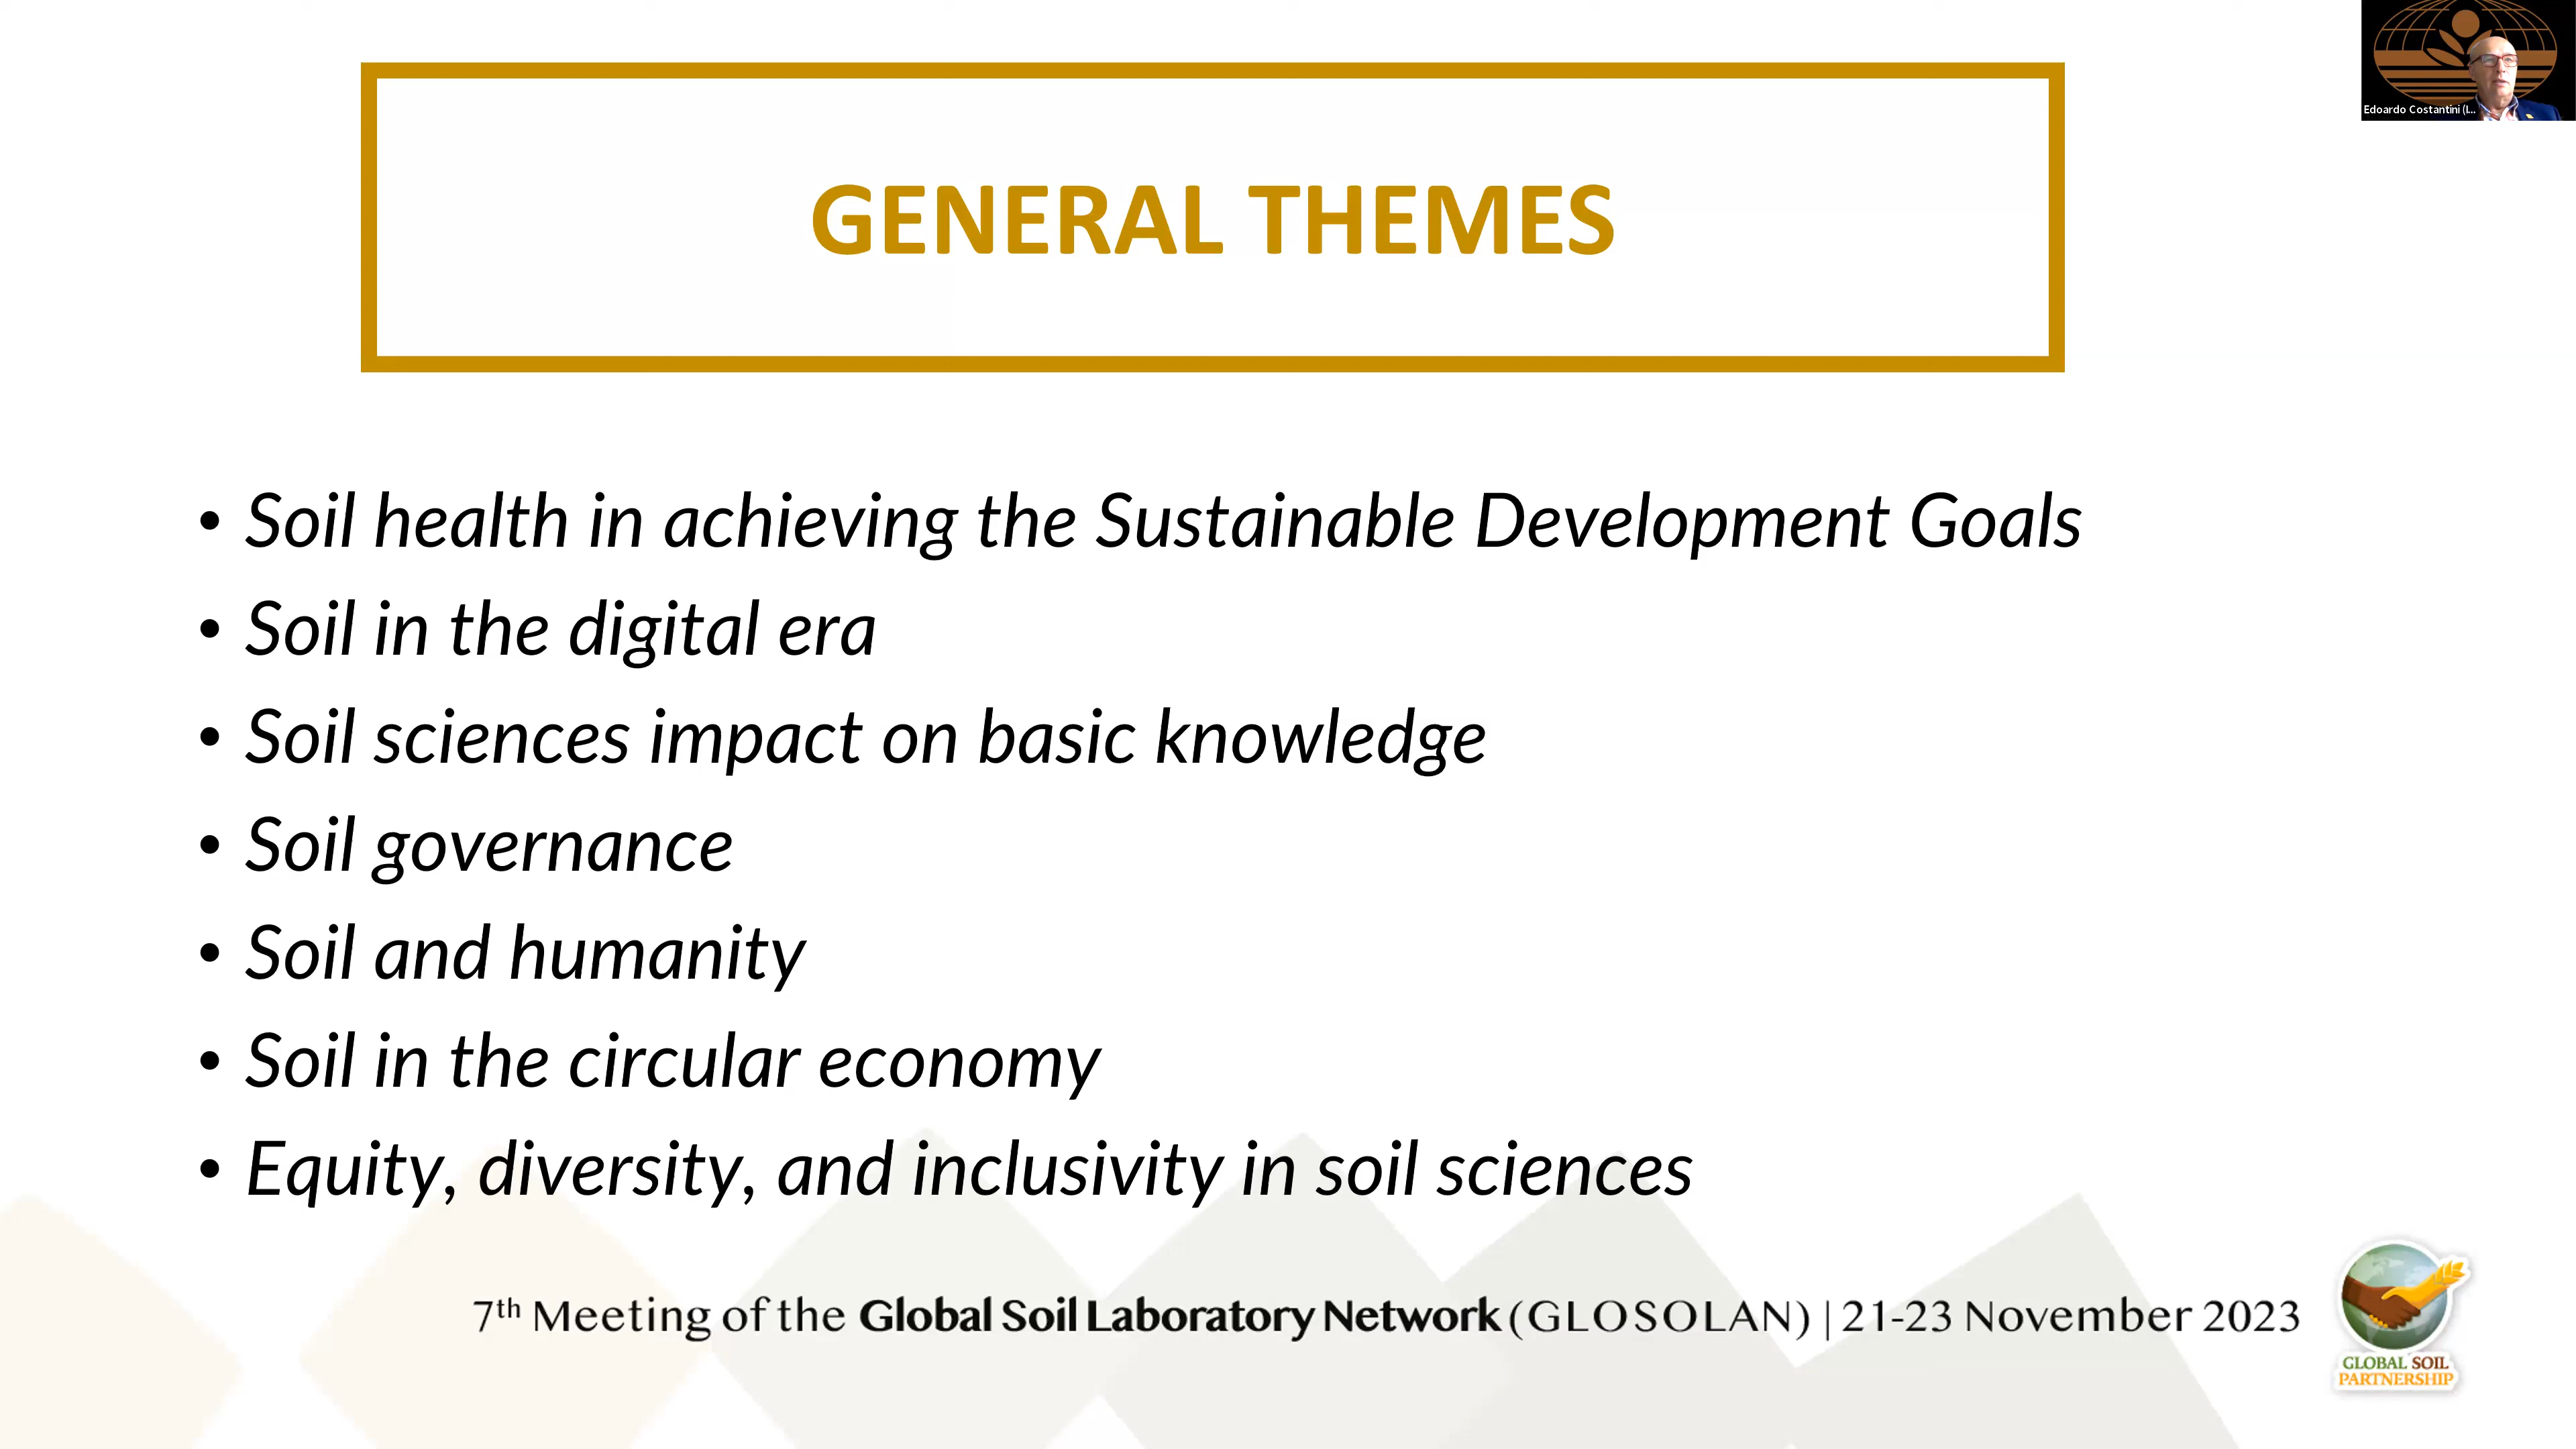 Edoardo Costantini (I...
GENERAL THEMES
• Soil health in achieving the Sustainable Development Goals
• Soil in the digital era
• Soil sciences impact on basic knowledge
• Soil governance
• Soil and humanity
• Soil in the circular economy
• Equity, diversity, and inclusivity in soil sciences
7th Meeting of the Global Soil Laboratory Network (GLOSOLAN) | 21-23 November 2023
GLOBAL SOIL
PARTNERSHIP